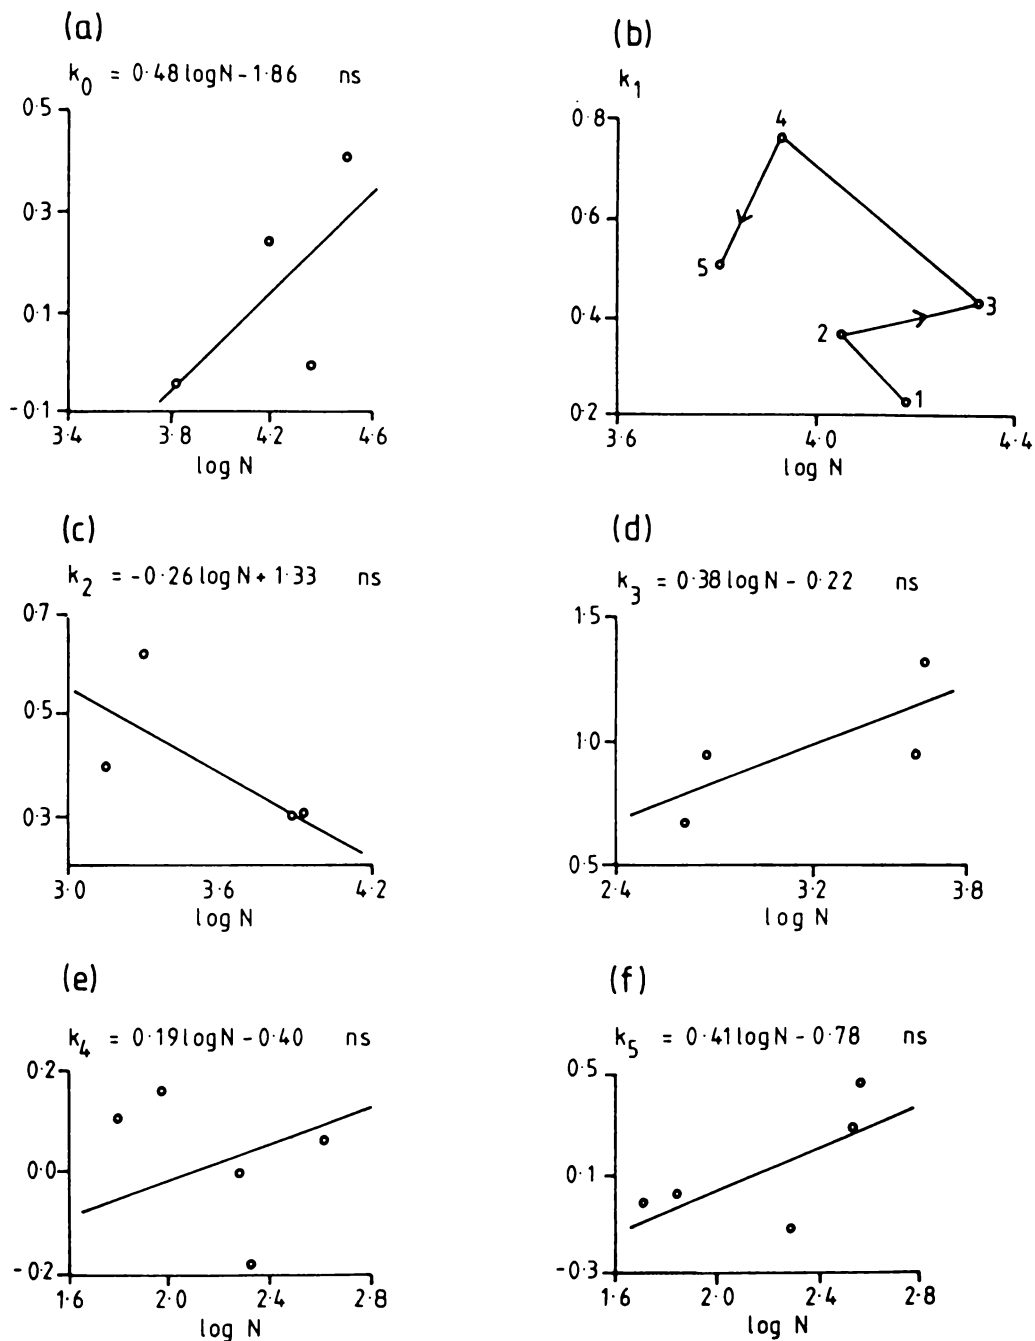 (a)
k0 = 0·48 log N - 1·86 ns
0·5
0·3
0·1
-0·1
3·4 3·8 4·2 4·6
log N
(b)
k1
0·8
0·6
0·4
0·2
4
5
2
3
1
3·6 4·0 4·4
log N
(c)
k2 = -0·26 log N + 1·33 ns
0·7
0·5
0·3
3·0 3·6 4·2
log N
(d)
k3 = 0·38 log N - 0·22 ns
1·5
1·0
0·5
2·4 3·2 3·8
log N
(e)
k4 = 0·19 log N - 0·40 ns
0·2
0·0
-0·2
1·6 2·0 2·4 2·8
log N
(f)
k5 = 0·41 log N - 0·78 ns
0·5
0·1
-0·3
1·6 2·0 2·4 2·8
log N